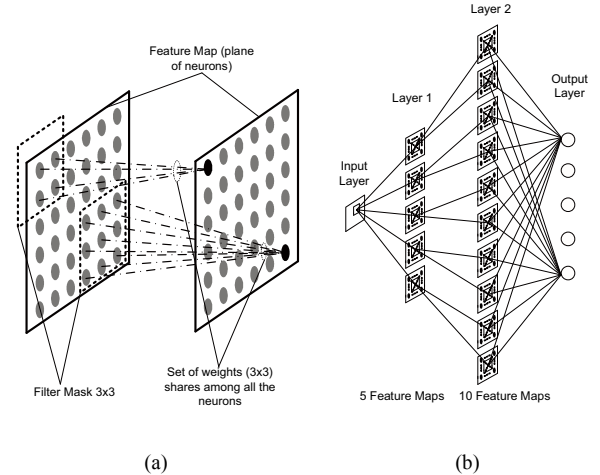 Feature Map (plane
of neurons)
Filter Mask 3x3
Set of weights (3x3)
shares among all the
neurons
(a)
Layer 2
Layer 1
Output
Layer
Input
Layer
5 Feature Maps
10 Feature Maps
(b)